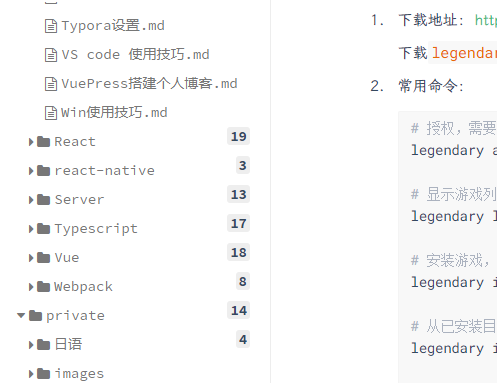 Typora设置.md
VS code 使用技巧.md
VuePress搭建个人博客.md
Win使用技巧.md
React 19
react-native 3
Server 13
Typescript 17
Vue 18
Webpack 8
private 14
日语 4
images
1. 下载地址：
下载 legendar
2. 常用命令：
# 授权，需要
legendary a
# 显示游戏列
legendary l
# 安装游戏，
legendary i
# 从已安装目
legendary i